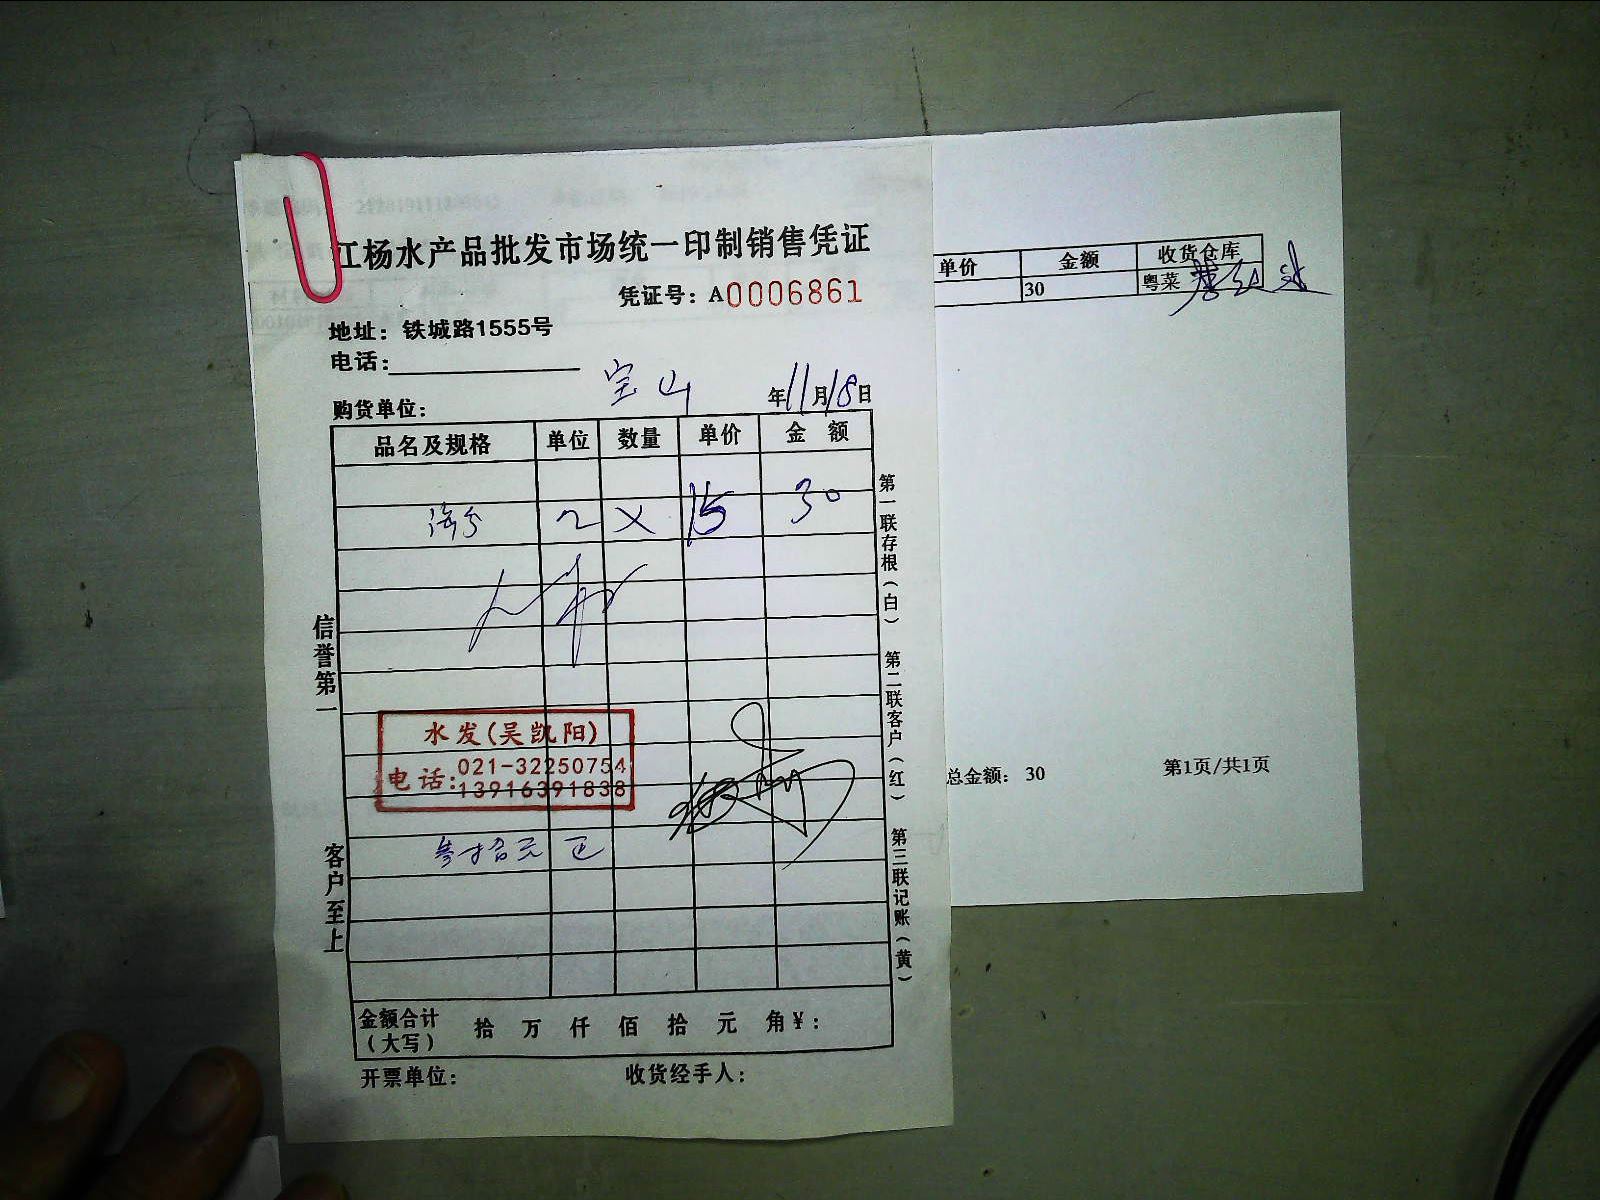 江杨水产品批发市场统一印制销售凭证
凭证号：A0006861
地址：铁城路1555号
电话：
宝山
购货单位： 年11月18日
品名及规格 单位 数量 单价 金额
2 × 15 30
水发(吴凯阳)
电话:021-32250754
13916391838
叁拾元正
金额合计（大写） 拾 万 仟 佰 拾 元 角￥：
开票单位： 收货经手人：
信誉第一
客户至上
第一联存根（白）
第二联客户（红）
第三联记账（黄）
单价 金额 收货仓库
30 粤菜
总金额： 30 第1页/共1页